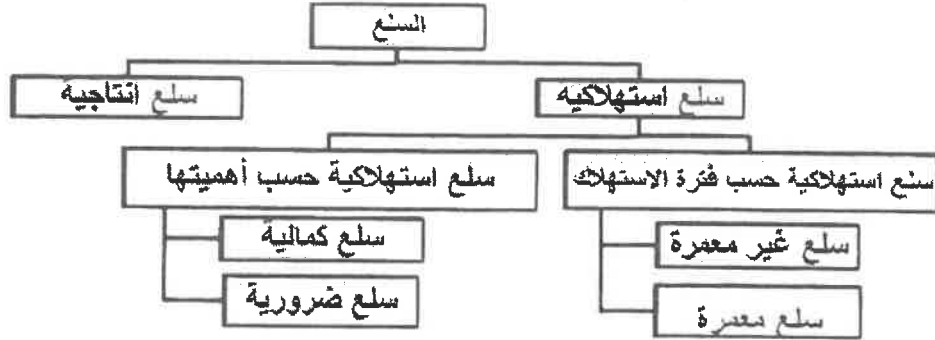 السلع
سلع استهلاكيه
سلع انتاجية
سلع استهلاكية حسب فترة الاستهلاك
سلع استهلاكية حسب أهميتها
سلع غير معمرة
سلع كمالية
سلع معمرة
سلع ضرورية